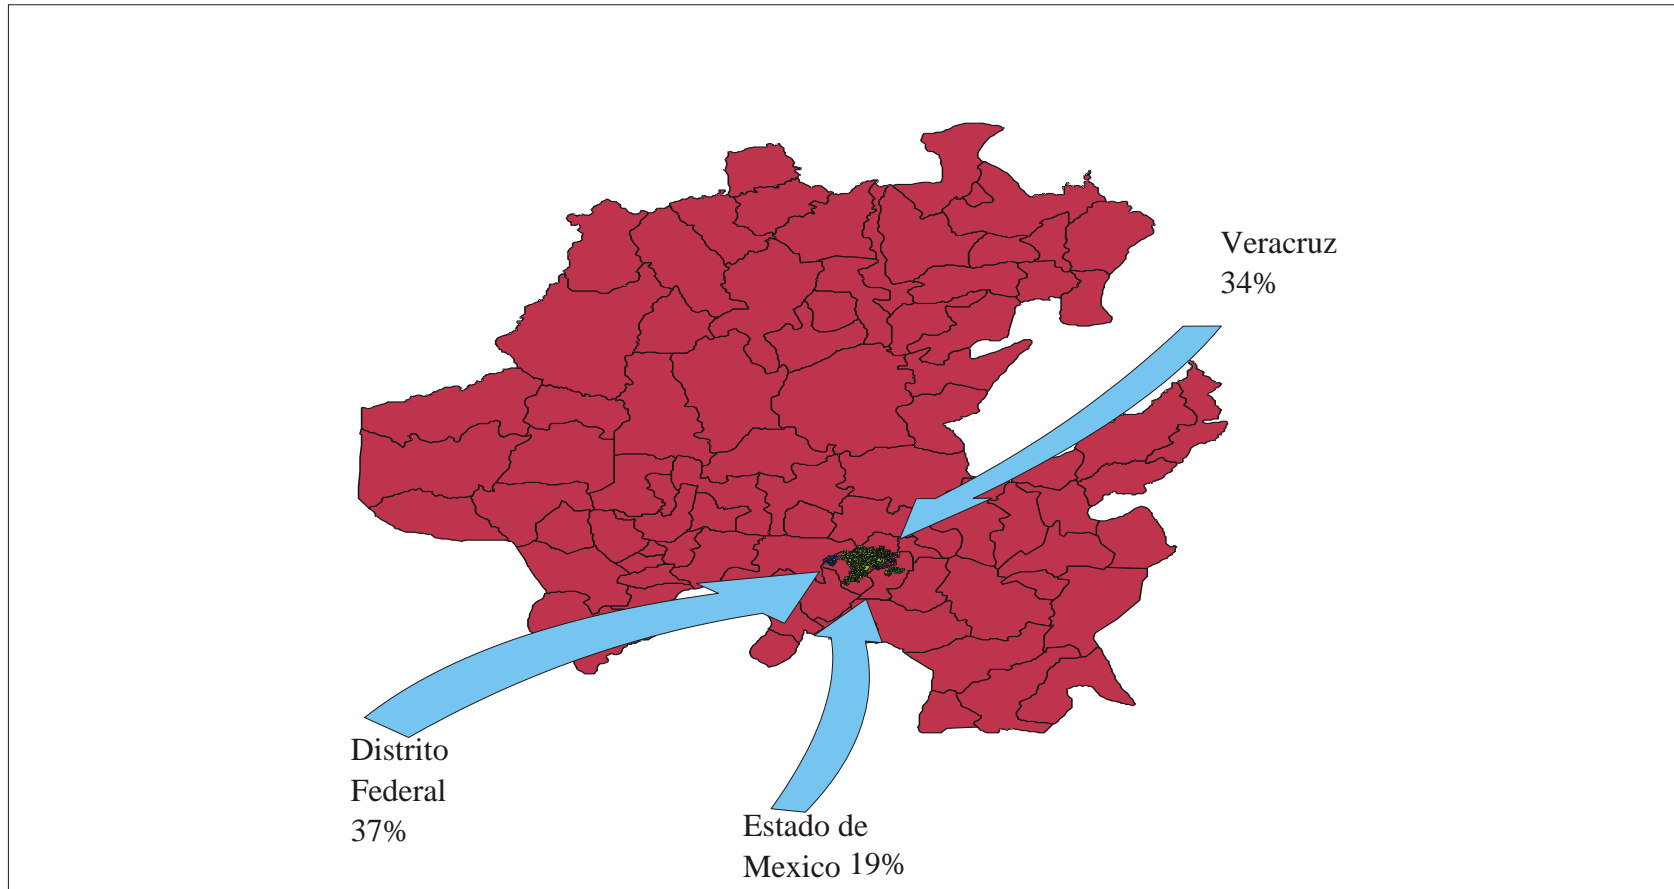 Veracruz
34%
Distrito
Federal
37%
Estado de
Mexico 19%